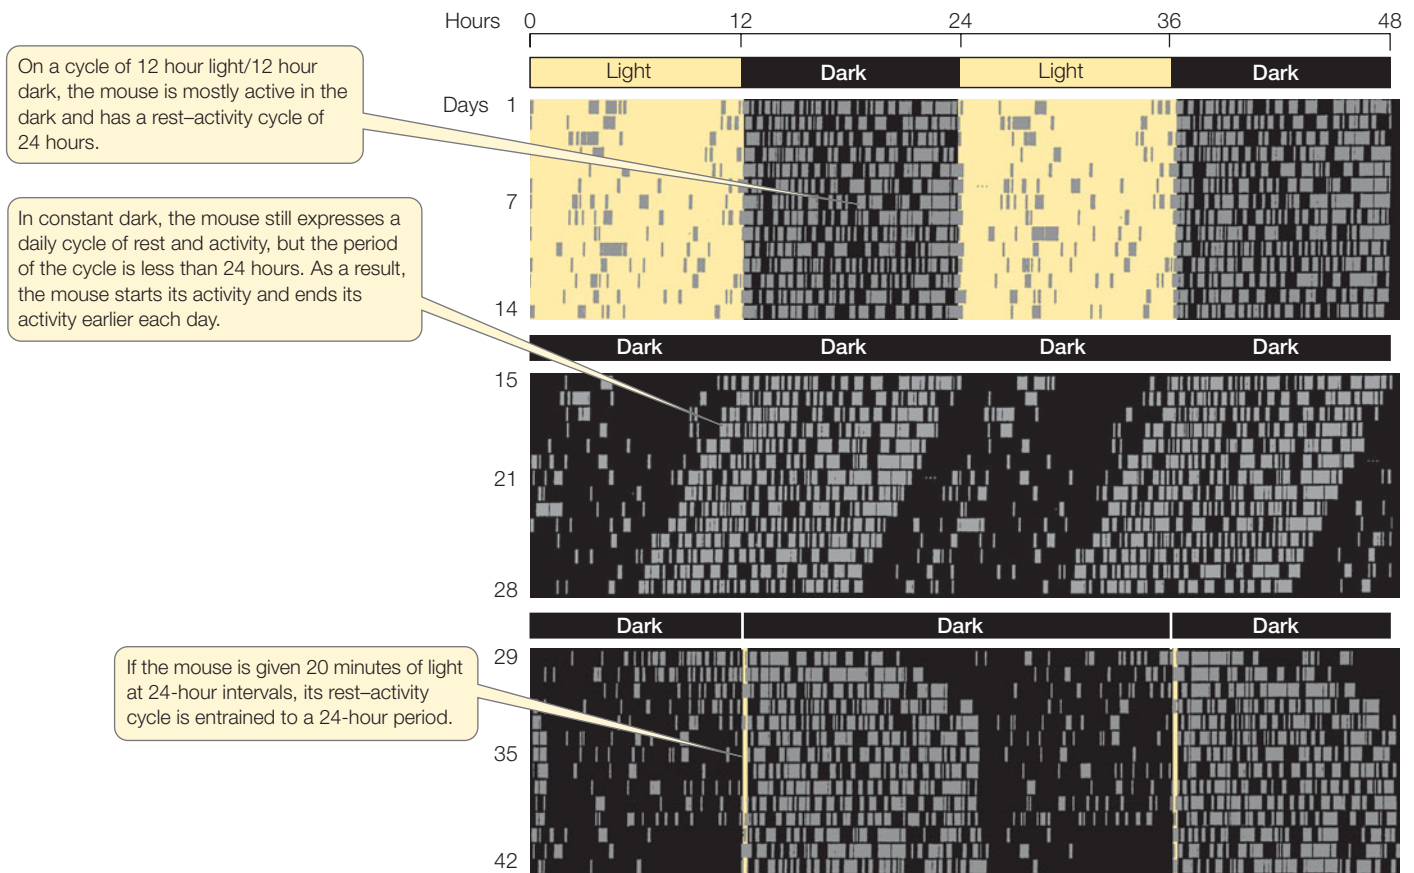 Hours 0 12 24 36 48
Light Dark Light Dark
On a cycle of 12 hour light/12 hour
dark, the mouse is mostly active in the
dark and has a rest–activity cycle of
24 hours.
Days 1
7
14
In constant dark, the mouse still expresses a
daily cycle of rest and activity, but the period
of the cycle is less than 24 hours. As a result,
the mouse starts its activity and ends its
activity earlier each day.
Dark Dark Dark Dark
15
21
28
Dark Dark Dark
29
35
42
If the mouse is given 20 minutes of light
at 24-hour intervals, its rest–activity
cycle is entrained to a 24-hour period.